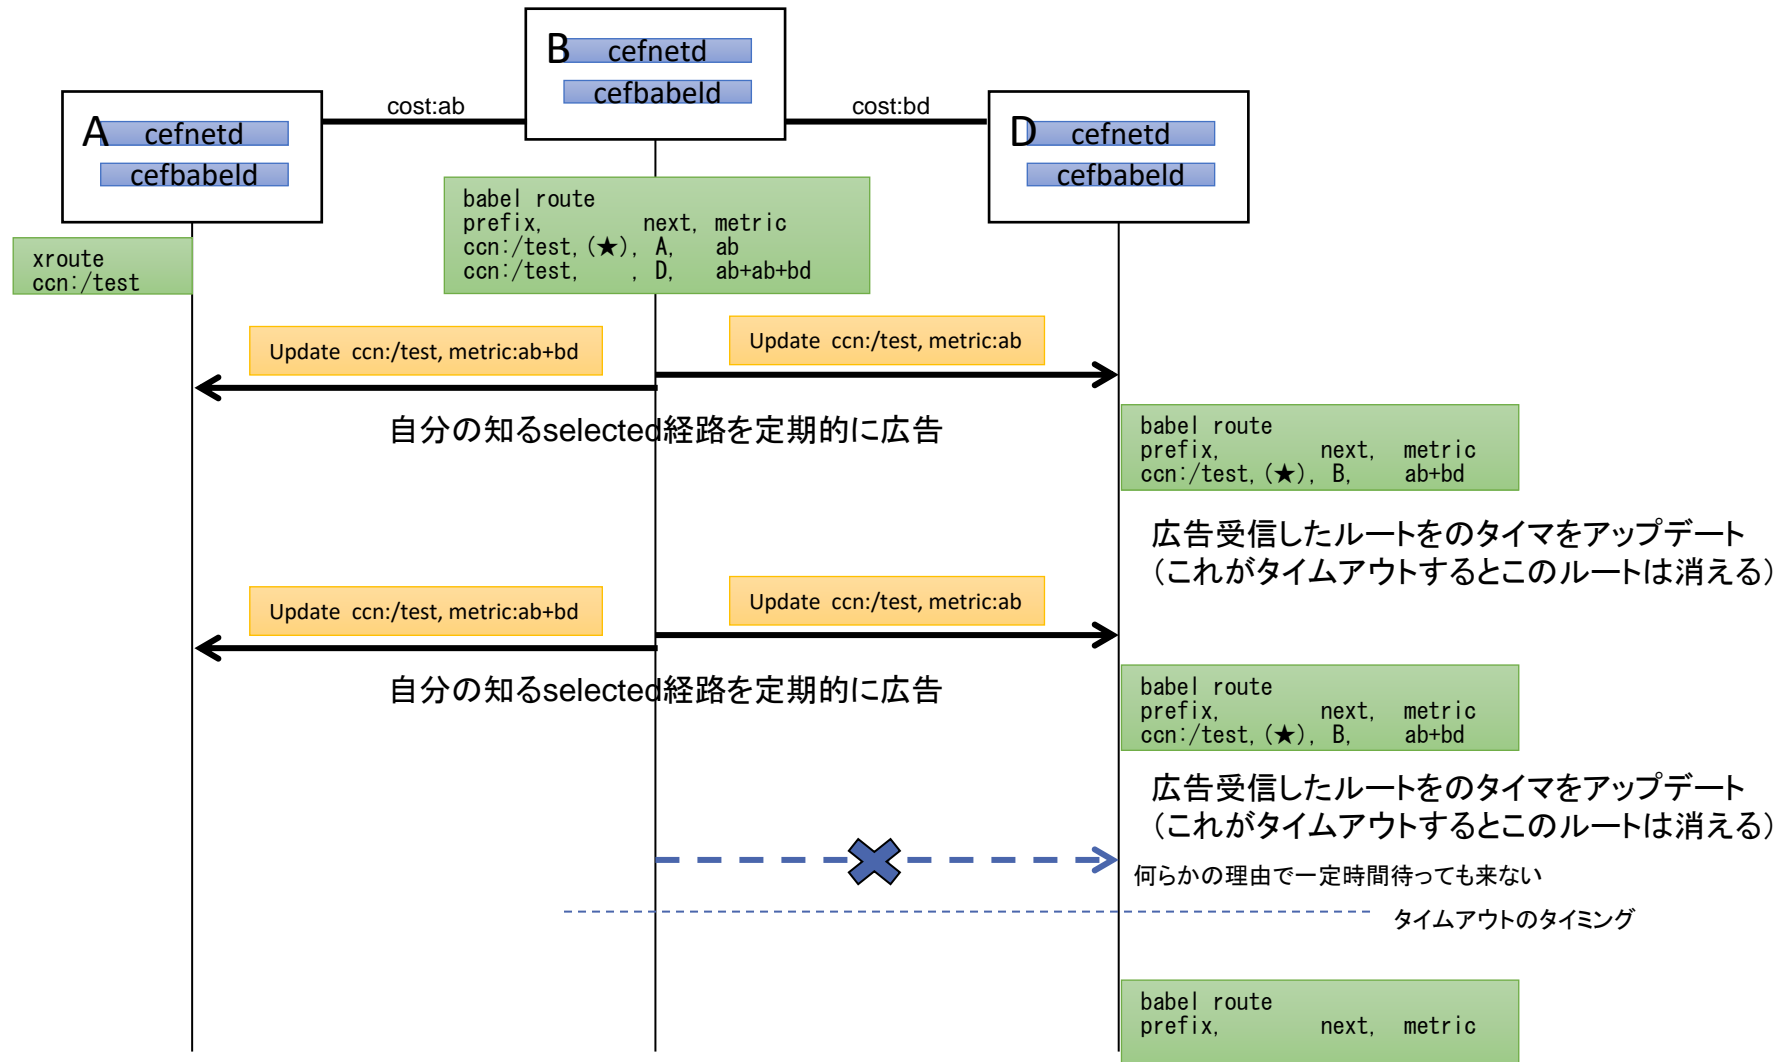 B
cefnetd
cefbabeld
cost:ab
cost:bd
A
cefnetd
cefbabeld
D
cefnetd
cefbabeld
babel route
prefix, next, metric
ccn:/test,(★), A, ab
ccn:/test, , D, ab+ab+bd
xroute
ccn:/test
Update ccn:/test, metric:ab+bd
Update ccn:/test, metric:ab
自分の知るselected経路を定期的に広告
babel route
prefix, next, metric
ccn:/test,(★), B, ab+bd
広告受信したルートをのタイマをアップデート
（これがタイムアウトするとこのルートは消える）
Update ccn:/test, metric:ab+bd
Update ccn:/test, metric:ab
自分の知るselected経路を定期的に広告
babel route
prefix, next, metric
ccn:/test,(★), B, ab+bd
広告受信したルートをのタイマをアップデート
（これがタイムアウトするとこのルートは消える）
何らかの理由で一定時間待っても来ない
タイムアウトのタイミング
babel route
prefix, next, metric